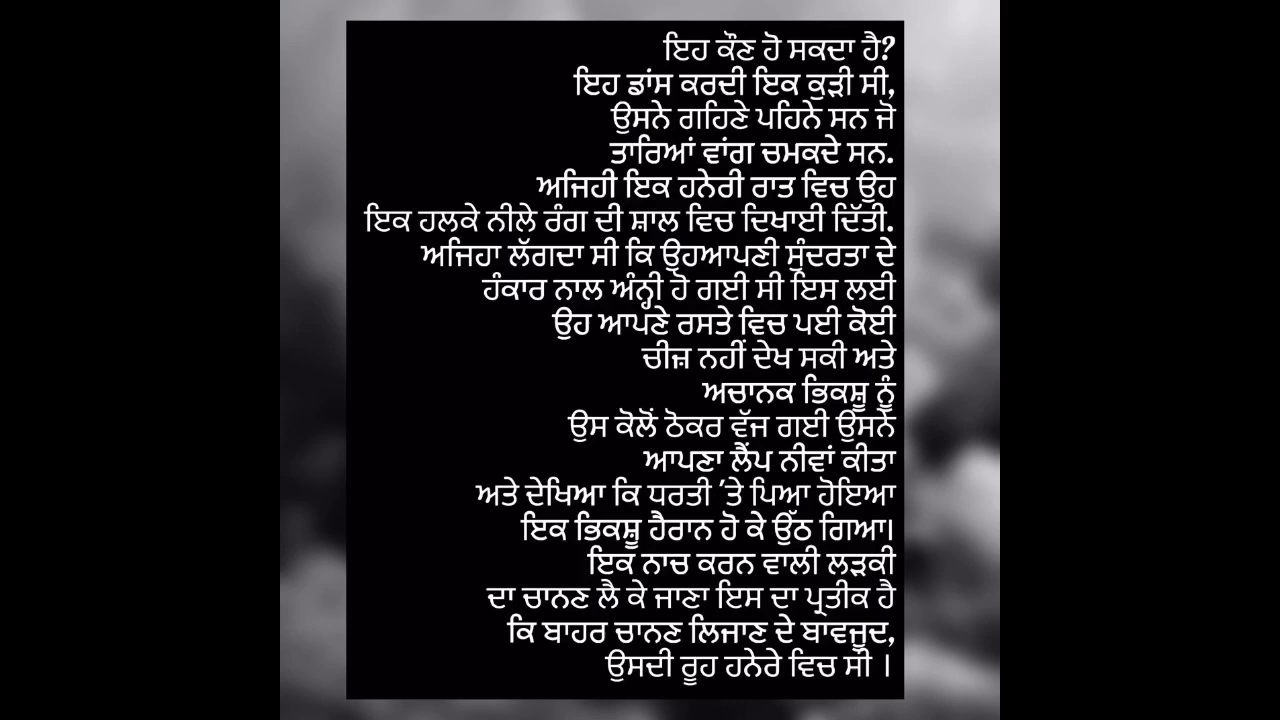 ਇਹ ਕੌਣ ਹੋ ਸਕਦਾ ਹੈ?
ਇਹ ਡਾਂਸ ਕਰਦੀ ਇਕ ਕੁੜੀ ਸੀ,
ਉਸਨੇ ਗਹਿਣੇ ਪਹਿਨੇ ਸਨ ਜੋ
ਤਾਰਿਆਂ ਵਾਂਗ ਚਮਕਦੇ ਸਨ.
ਅਜਿਹੀ ਇਕ ਹਨੇਰੀ ਰਾਤ ਵਿਚ ਉਹ
ਇਕ ਹਲਕੇ ਨੀਲੇ ਰੰਗ ਦੀ ਸ਼ਾਲ ਵਿਚ ਦਿਖਾਈ ਦਿੱਤੀ.
ਅਜਿਹਾ ਲੱਗਦਾ ਸੀ ਕਿ ਉਹਆਪਣੀ ਸੁੰਦਰਤਾ ਦੇ
ਹੰਕਾਰ ਨਾਲ ਅੰਨ੍ਹੀ ਹੋ ਗਈ ਸੀ ਇਸ ਲਈ
ਉਹ ਆਪਣੇ ਰਸਤੇ ਵਿਚ ਪਈ ਕੋਈ
ਚੀਜ਼ ਨਹੀਂ ਦੇਖ ਸਕੀ ਅਤੇ
ਅਚਾਨਕ ਭਿਕਸ਼ੂ ਨੂੰ
ਉਸ ਕੋਲੋਂ ਠੋਕਰ ਵੱਜ ਗਈ ਉਸਨੇ
ਆਪਣਾ ਲੈਂਪ ਨੀਵਾਂ ਕੀਤਾ
ਅਤੇ ਦੇਖਿਆ ਕਿ ਧਰਤੀ 'ਤੇ ਪਿਆ ਹੋਇਆ
ਇਕ ਭਿਕਸ਼ੂ ਹੈਰਾਨ ਹੋ ਕੇ ਉੱਠ ਗਿਆ।
ਇਕ ਨਾਚ ਕਰਨ ਵਾਲੀ ਲੜਕੀ
ਦਾ ਚਾਨਣ ਲੈ ਕੇ ਜਾਣਾ ਇਸ ਦਾ ਪ੍ਰਤੀਕ ਹੈ
ਕਿ ਬਾਹਰ ਚਾਨਣ ਲਿਜਾਣ ਦੇ ਬਾਵਜੂਦ,
ਉਸਦੀ ਰੂਹ ਹਨੇਰੇ ਵਿਚ ਸੀ ।